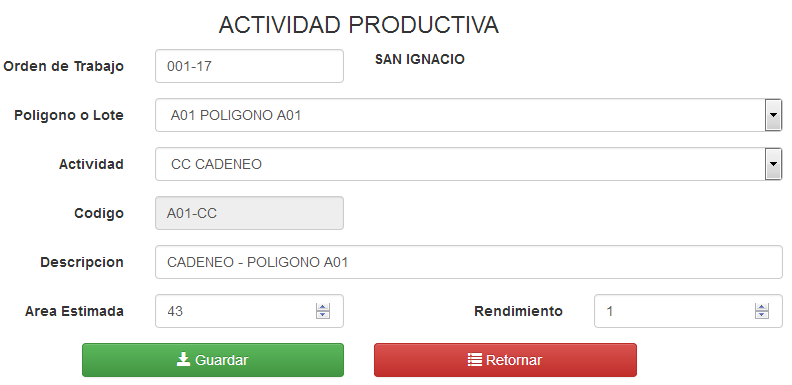 ACTIVIDAD PRODUCTIVA
Orden de Trabajo 001-17 SAN IGNACIO
Poligono o Lote A01 POLIGONO A01
Actividad CC CADENEO
Codigo A01-CC
Descripcion CADENEO - POLIGONO A01
Area Estimada 43 Rendimiento 1
Guardar Retornar